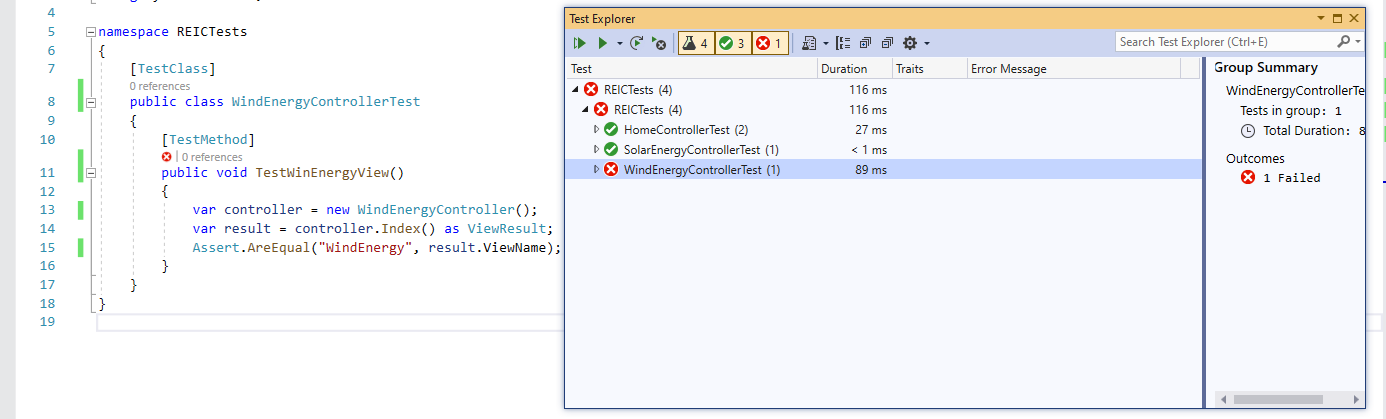 4
5 namespace REICTests
6 {
7 [TestClass]
0 references
8 public class WindEnergyControllerTest
9 {
10 [TestMethod]
0 references
11 public void TestWinEnergyView()
12 {
13 var controller = new WindEnergyController();
14 var result = controller.Index() as ViewResult;
15 Assert.AreEqual("WindEnergy", result.ViewName);
16 }
17 }
18 }
19
Test Explorer
4 3 1
Search Test Explorer (Ctrl+E)
Test Duration Traits Error Message
REICTests (4) 116 ms
REICTests (4) 116 ms
HomeControllerTest (2) 27 ms
SolarEnergyControllerTest (1) < 1 ms
WindEnergyControllerTest (1) 89 ms
Group Summary
WindEnergyControllerTe
Tests in group: 1
Total Duration: 8
Outcomes
1 Failed